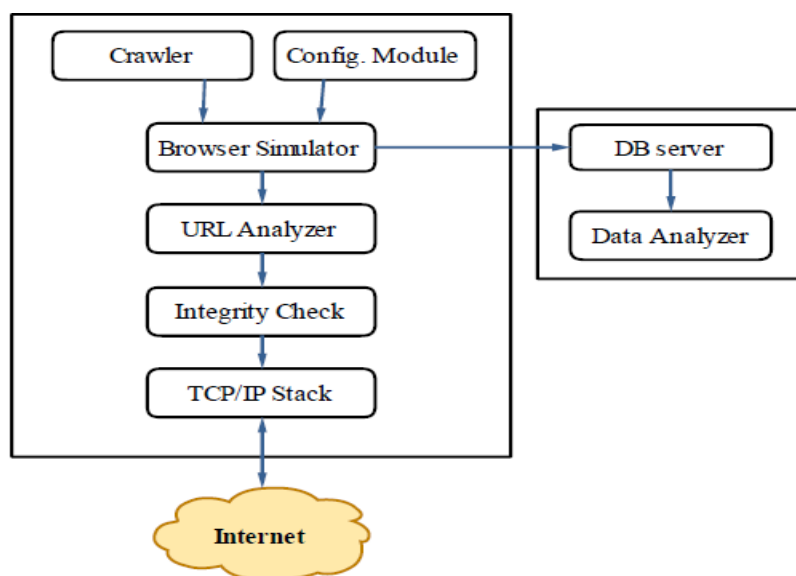 Crawler
Config. Module
Browser Simulator
DB server
URL Analyzer
Data Analyzer
Integrity Check
TCP/IP Stack
Internet